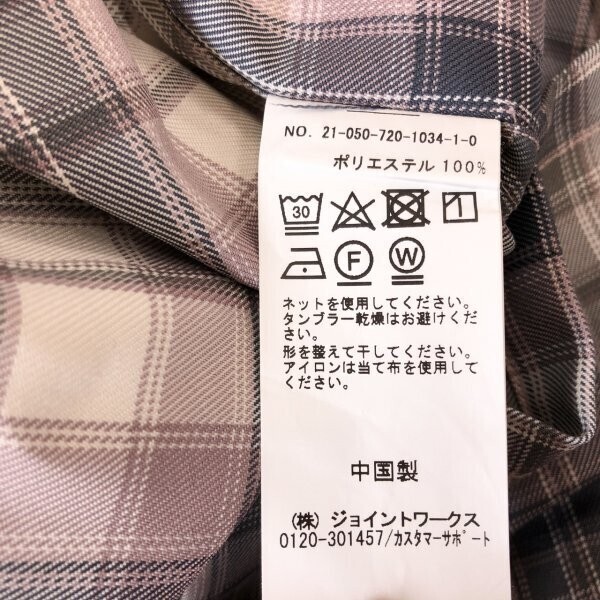 NO. 21-050-720-1034-1-0
ポリエステル 100%
30
F W
ネットを使用してください。
タンブラー乾燥はお避けくだ
さい。
形を整えて干してください。
アイロンは当て布を使用して
ください。
中国製
(株) ジョイントワークス
0120-301457/カスタマーサポート